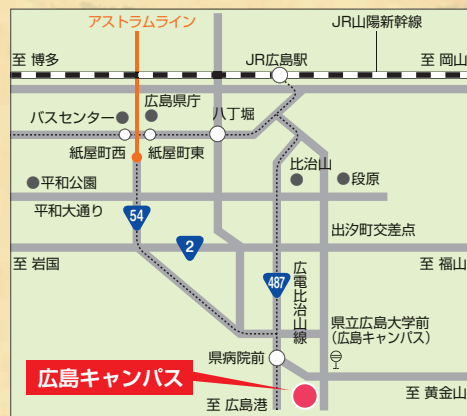 アストラムライン
JR山陽新幹線
至 博多
JR広島駅
至 岡山
広島県庁
バスセンター
八丁堀
紙屋町西
紙屋町東
比治山
段原
平和公園
平和大通り
54
出汐町交差点
2
至 岩国
至 福山
487
広電比治山線
県立広島大学前
(広島キャンパス)
県病院前
広島キャンパス
至 黄金山
至 広島港